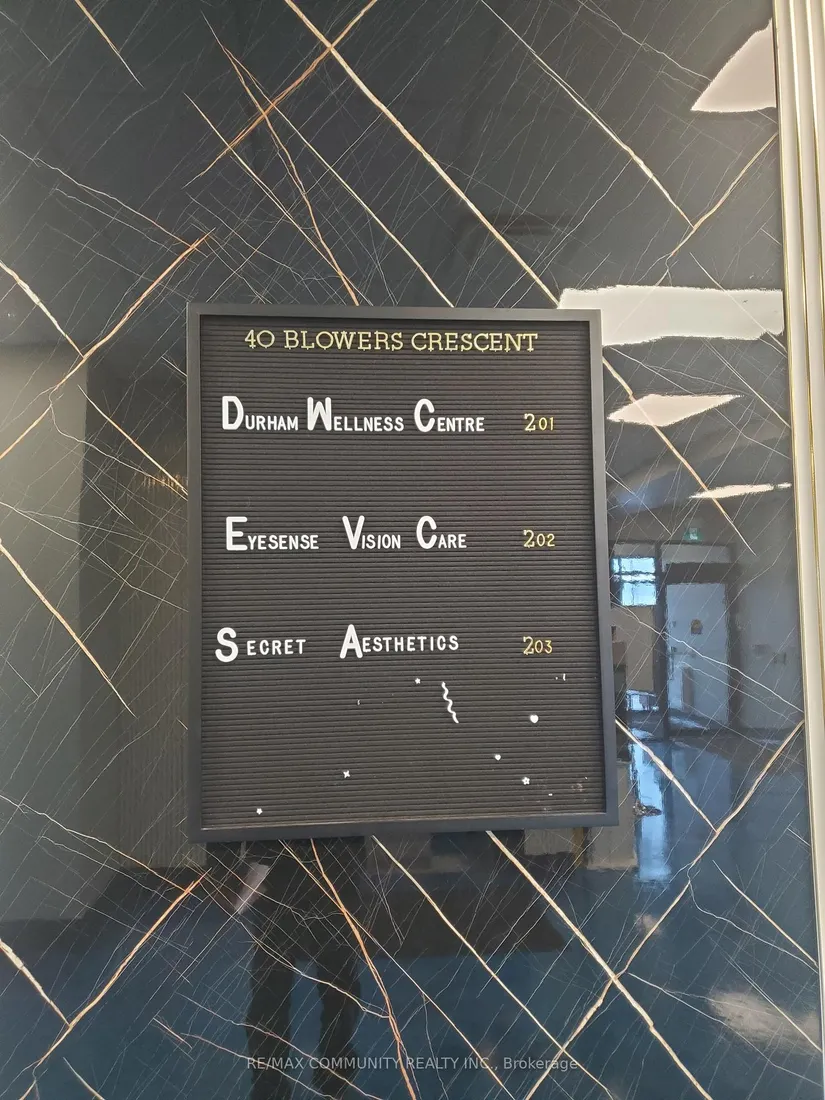 40 BLOWERS CRESCENT
DURHAM WELLNESS CENTRE 201
EYESENSE VISION CARE 202
SECRET AESTHETICS 203
RE/MAX COMMUNITY REALTY INC., Brokerage